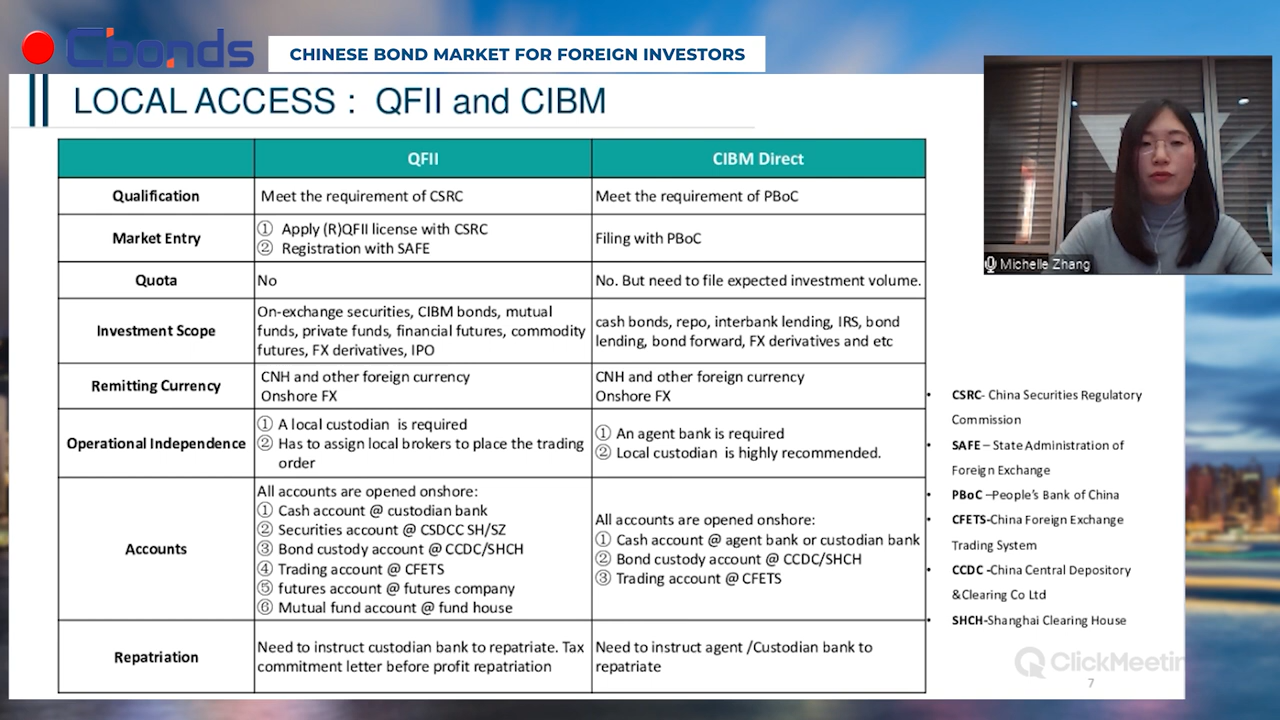 Cbonds
CHINESE BOND MARKET FOR FOREIGN INVESTORS
LOCAL ACCESS : QFII and CIBM
QFII
CIBM Direct
Qualification
Meet the requirement of CSRC
Meet the requirement of PBoC
Market Entry
① Apply (R)QFII license with CSRC
② Registration with SAFE
Filing with PBoC
Quota
No
No. But need to file expected investment volume.
Investment Scope
On-exchange securities, CIBM bonds, mutual
funds, private funds, financial futures, commodity
futures, FX derivatives, IPO
cash bonds, repo, interbank lending, IRS, bond
lending, bond forward, FX derivatives and etc
Remitting Currency
CNH and other foreign currency
Onshore FX
CNH and other foreign currency
Onshore FX
Operational Independence
① A local custodian is required
② Has to assign local brokers to place the trading
order
① An agent bank is required
② Local custodian is highly recommended.
Accounts
All accounts are opened onshore:
① Cash account @ custodian bank
② Securities account @ CSDCC SH/SZ
③ Bond custody account @ CCDC/SHCH
④ Trading account @ CFETS
⑤ futures account @ futures company
⑥ Mutual fund account @ fund house
All accounts are opened onshore:
① Cash account @ agent bank or custodian bank
② Bond custody account @ CCDC/SHCH
③ Trading account @ CFETS
Repatriation
Need to instruct custodian bank to repatriate. Tax
commitment letter before profit repatriation
Need to instruct agent /Custodian bank to
repatriate
Michelle Zhang
• CSRC- China Securities Regulatory
Commission
• SAFE – State Administration of
Foreign Exchange
• PBoC –People's Bank of China
• CFETS-China Foreign Exchange
Trading System
• CCDC -China Central Depository
&Clearing Co Ltd
• SHCH-Shanghai Clearing House
ClickMeetin
7